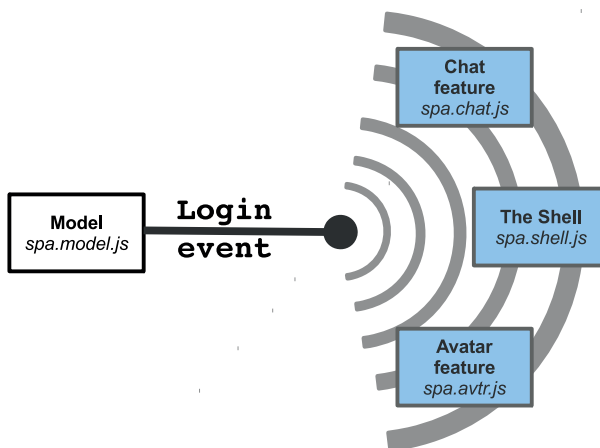 Chat
feature
spa.chat.js
Model
spa.model.js
Login
event
The Shell
spa.shell.js
Avatar
feature
spa.avtr.js